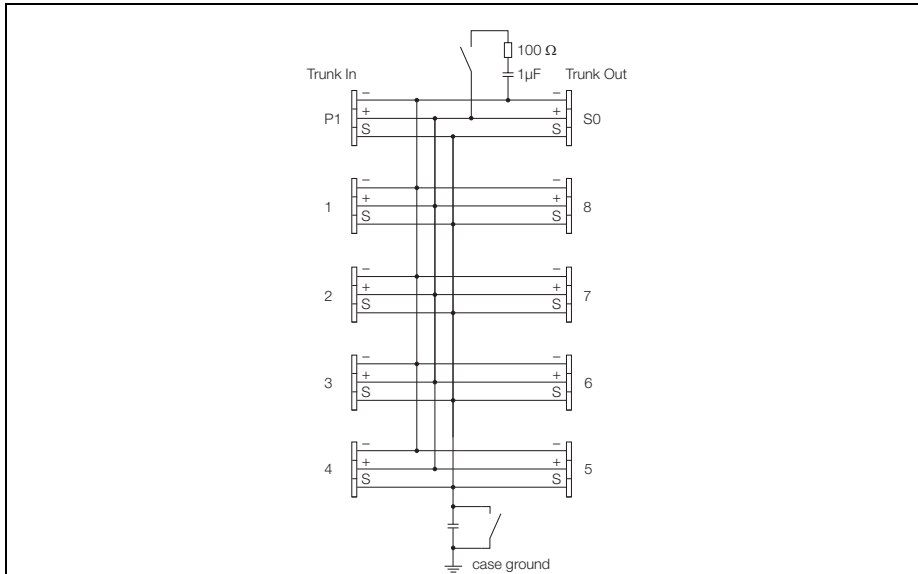 100 Ω
Trunk In 1µF Trunk Out
− −
P1 + + S0
S S
− −
1 + + 8
S S
− −
2 + + 7
S S
− −
3 + + 6
S S
− −
4 + + 5
S S
case ground